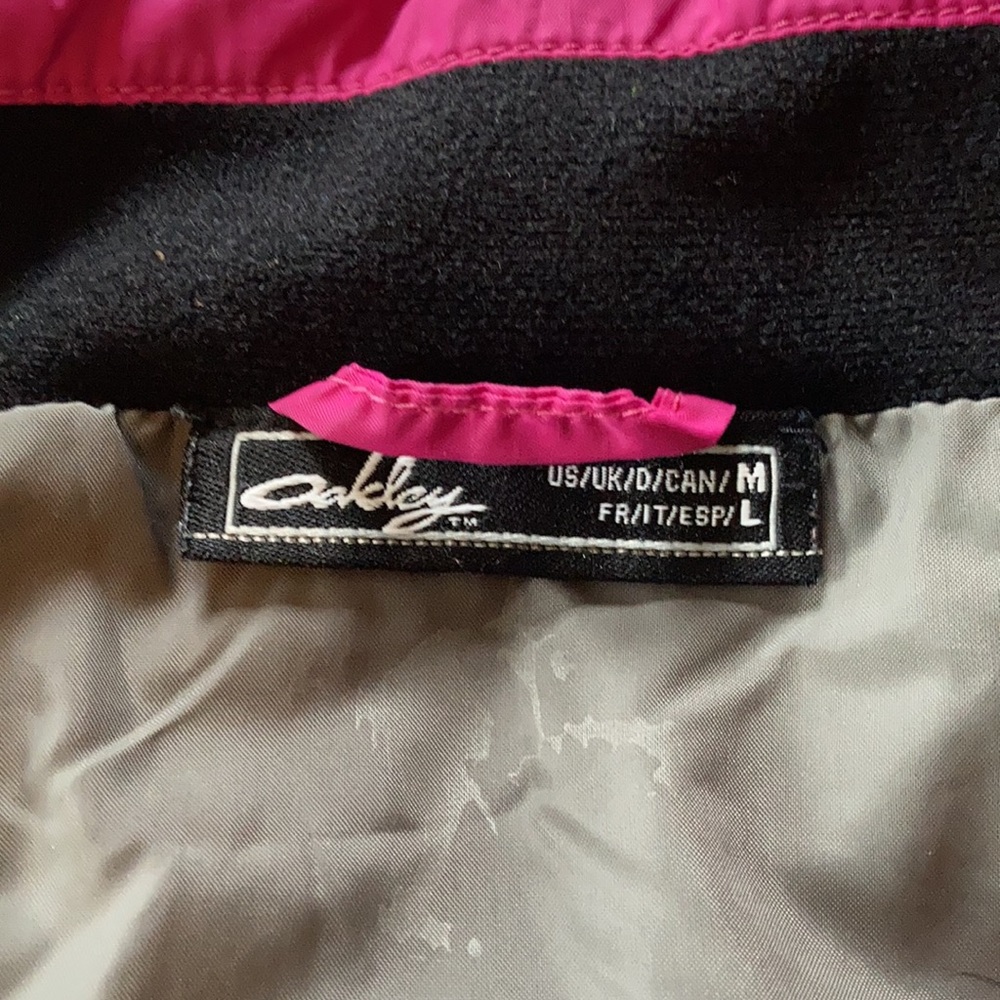 Oakley™
US/UK/D/CAN/ M
FR/IT/ESP/ L